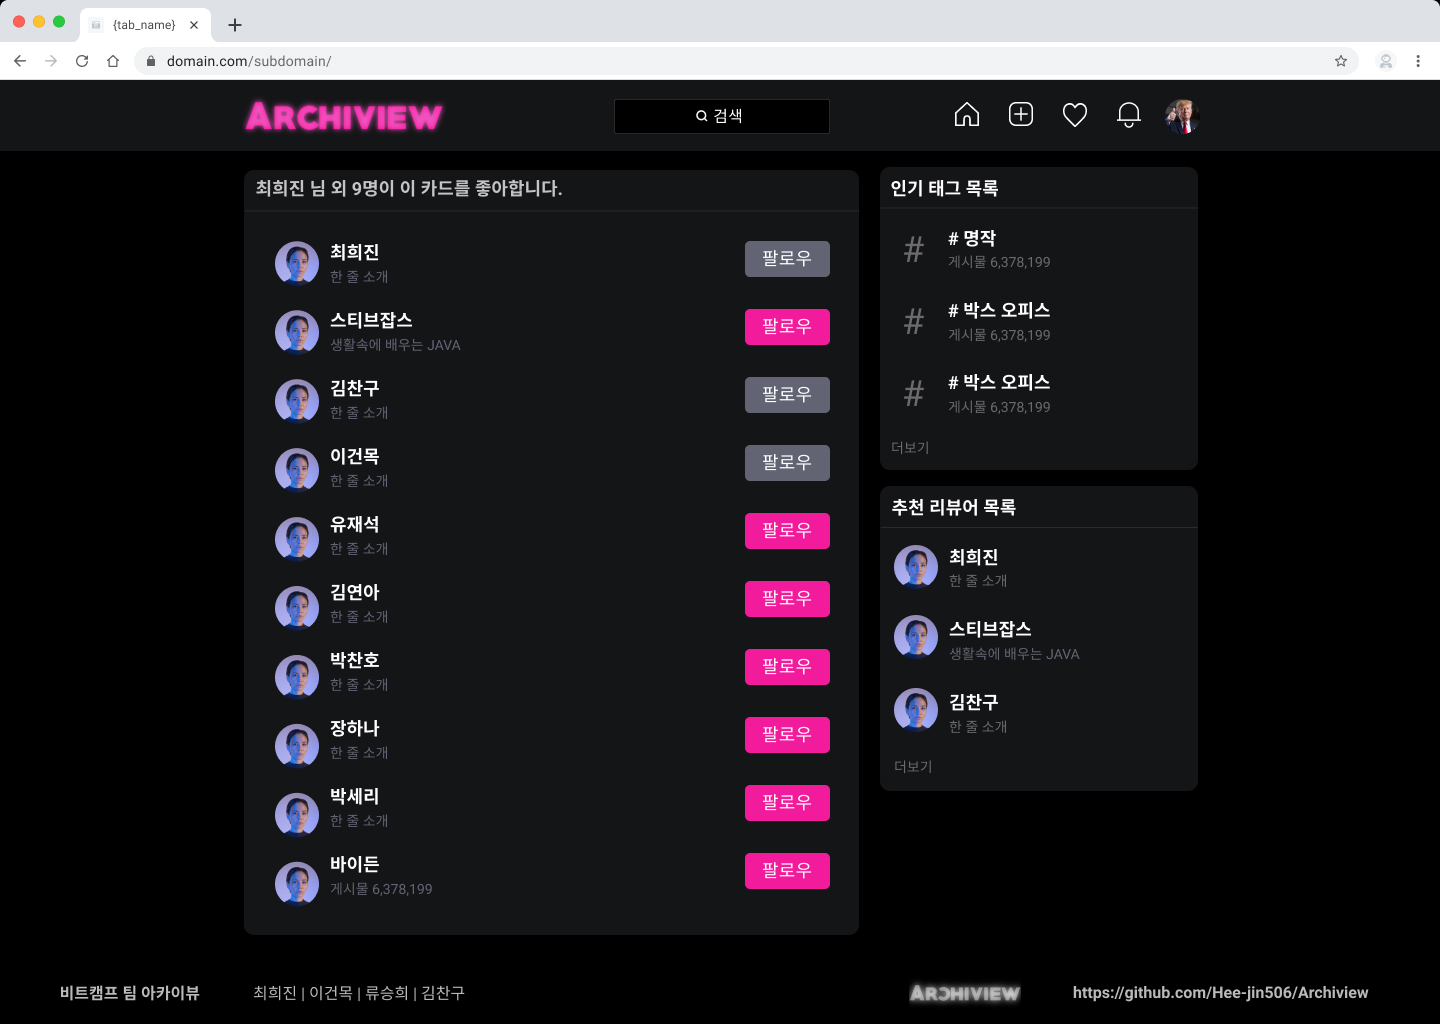 {tab_name}
domain.com/subdomain/
ARCHIVIEW
검색
최희진 님 외 9명이 이 카드를 좋아합니다.
최희진
한 줄 소개
팔로우
스티브잡스
생활속에 배우는 JAVA
팔로우
김찬구
한 줄 소개
팔로우
이건목
한 줄 소개
팔로우
유재석
한 줄 소개
팔로우
김연아
한 줄 소개
팔로우
박찬호
한 줄 소개
팔로우
장하나
한 줄 소개
팔로우
박세리
한 줄 소개
팔로우
바이든
게시물 6,378,199
팔로우
인기 태그 목록
#
# 명작
게시물 6,378,199
#
# 박스 오피스
게시물 6,378,199
#
# 박스 오피스
게시물 6,378,199
더보기
추천 리뷰어 목록
최희진
한 줄 소개
스티브잡스
생활속에 배우는 JAVA
김찬구
한 줄 소개
더보기
비트캠프 팀 아카이뷰
최희진 | 이건목 | 류승희 | 김찬구
ARCHIVIEW
https://github.com/Hee-jin506/Archiview